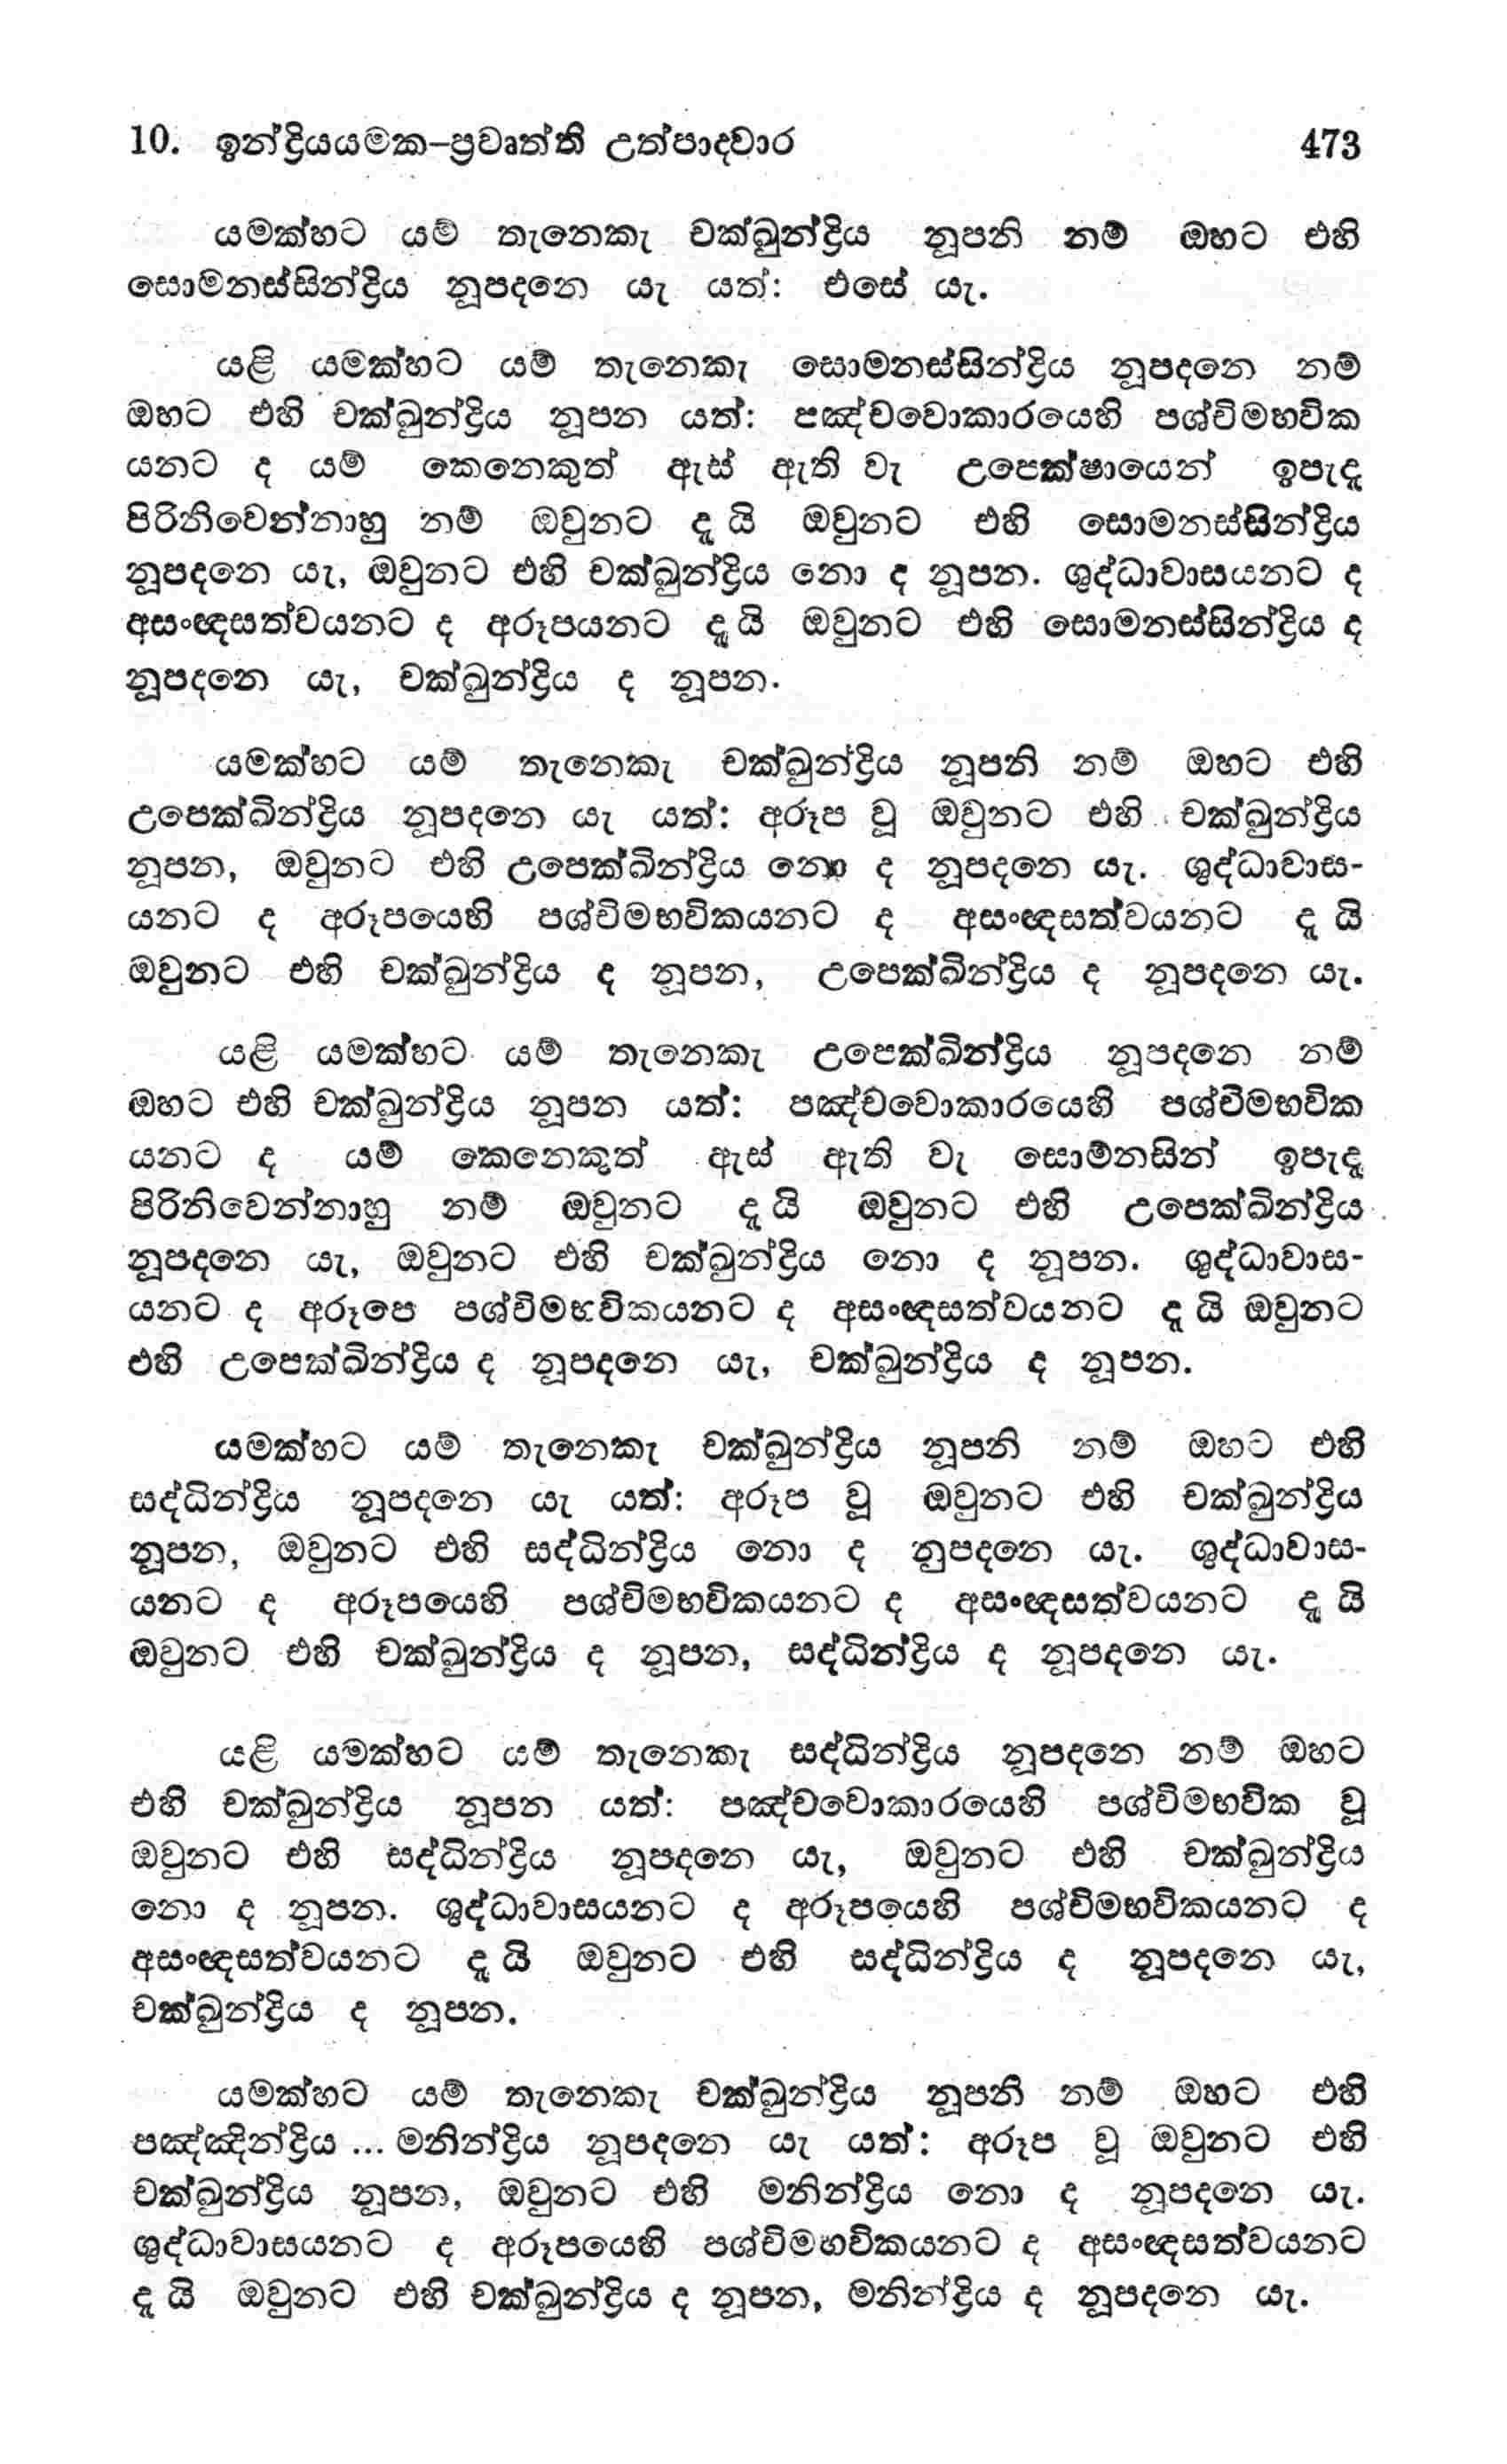 10. ඉන්ද්‍රියයමක–ප්‍රවෘත්ති උත්පාදවාර 473
යමක්හට යම් තැනෙකැ චක්ඛුන්ද්‍රිය නූපනි නම් ඔහට එහි
සොමනස්සින්ද්‍රිය නූපදනෙ යැ යත්: එසේ යැ.
යළි යමක්හට යම් තැනෙකැ සොමනස්සින්ද්‍රිය නූපදනෙ නම්
ඔහට එහි චක්ඛුන්ද්‍රිය නූපන යත්: පඤ්චවොකාරයෙහි පශ්චිමභවික
යනට ද යම් කෙනෙකුත් ඇස් ඇති වැ උපෙක්ෂායෙන් ඉපැදැ
පිරිනිවෙන්නාහු නම් ඔවුනට දැ යි ඔවුනට එහි සොමනස්සින්ද්‍රිය
නූපදනෙ යැ, ඔවුනට එහි චක්ඛුන්ද්‍රිය නො ද නූපන. ශුද්ධාවාසයනට ද
අසංඥසත්වයනට ද අරූපයනට දැ යි ඔවුනට එහි සොමනස්සින්ද්‍රිය ද
නූපදනෙ යැ, චක්ඛුන්ද්‍රිය ද නූපන.
යමක්හට යම් තැනෙකැ චක්ඛුන්ද්‍රිය නූපනි නම් ඔහට එහි
උපෙක්ඛින්ද්‍රිය නූපදනෙ යැ යත්: අරූප වූ ඔවුනට එහි චක්ඛුන්ද්‍රිය
නූපන, ඔවුනට එහි උපෙක්ඛින්ද්‍රිය නො ද නූපදනෙ යැ. ශුද්ධාවාස-
යනට ද අරූපයෙහි පශ්චිමභවිකයනට ද අසංඥසත්වයනට දැ යි
ඔවුනට එහි චක්ඛුන්ද්‍රිය ද නූපන, උපෙක්ඛින්ද්‍රිය ද නූපදනෙ යැ.
යළි යමක්හට යම් තැනෙකැ උපෙක්ඛින්ද්‍රිය නූපදනෙ නම්
ඔහට එහි චක්ඛුන්ද්‍රිය නූපන යත්: පඤ්චවොකාරයෙහි පශ්චිමභවික
යනට ද යම් කෙනෙකුත් ඇස් ඇති වැ සොම්නසින් ඉපැදැ
පිරිනිවෙන්නාහු නම් ඔවුනට දැ යි ඔවුනට එහි උපෙක්ඛින්ද්‍රිය
නූපදනෙ යැ, ඔවුනට එහි චක්ඛුන්ද්‍රිය නො ද නූපන. ශුද්ධාවාස-
යනට ද අරූපෙ පශ්චිමභවිකයනට ද අසංඥසත්වයනට දැ යි ඔවුනට
එහි උපෙක්ඛින්ද්‍රිය ද නූපදනෙ යැ, චක්ඛුන්ද්‍රිය ද නූපන.
යමක්හට යම් තැනෙකැ චක්ඛුන්ද්‍රිය නූපනි නම් ඔහට එහි
සද්ධින්ද්‍රිය නූපදනෙ යැ යත්: අරූප වූ ඔවුනට එහි චක්ඛුන්ද්‍රිය
නූපන, ඔවුනට එහි සද්ධින්ද්‍රිය නො ද නුපදනෙ යැ. ශුද්ධාවාස-
යනට ද අරූපයෙහි පශ්චිමභවිකයනට ද අසංඥසත්වයනට දැ යි
ඔවුනට එහි චක්ඛුන්ද්‍රිය ද නූපන, සද්ධින්ද්‍රිය ද නූපදනෙ යැ.
යළි යමක්හට යම් තැනෙකැ සද්ධින්ද්‍රිය නූපදනෙ නම් ඔහට
එහි චක්ඛුන්ද්‍රිය නූපන යත්: පඤ්චවොකාරයෙහි පශ්චිමභවික වූ
ඔවුනට එහි සද්ධින්ද්‍රිය නූපදනෙ යැ, ඔවුනට එහි චක්ඛුන්ද්‍රිය
නො ද නූපන. ශුද්ධාවාසයනට ද අරූපයෙහි පශ්චිමභවිකයනට ද
අසංඥසත්වයනට දැ යි ඔවුනට එහි සද්ධින්ද්‍රිය ද නූපදනෙ යැ,
චක්ඛුන්ද්‍රිය ද නූපන.
යමක්හට යම් තැනෙකැ චක්ඛුන්ද්‍රිය නූපනි නම් ඔහට එහි
පඤ්ඤින්ද්‍රිය ... මනින්ද්‍රිය නූපදනෙ යැ යත්: අරූප වූ ඔවුනට එහි
චක්ඛුන්ද්‍රිය නූපන, ඔවුනට එහි මනින්ද්‍රිය නො ද නූපදනෙ යැ.
ශුද්ධාවාසයනට ද අරූපයෙහි පශ්චිමභවිකයනට ද අසංඥසත්වයනට
දැ යි ඔවුනට එහි චක්ඛුන්ද්‍රිය ද නූපන, මනින්ද්‍රිය ද නූපදනෙ යැ.